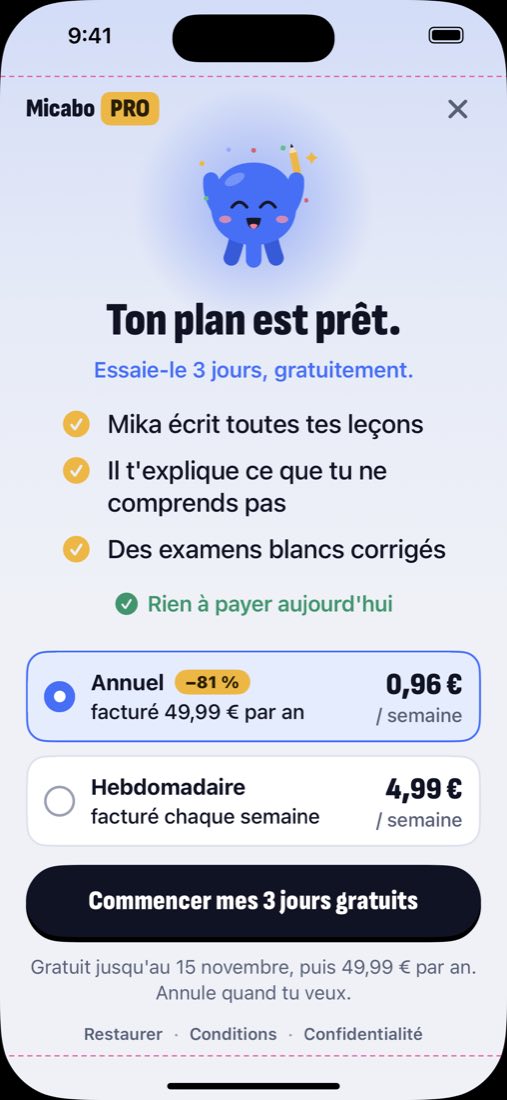 9:41
Micabo PRO
Ton plan est prêt.
Essaie-le 3 jours, gratuitement.
Mika écrit toutes tes leçons
Il t'explique ce que tu ne
comprends pas
Des examens blancs corrigés
Rien à payer aujourd'hui
Annuel −81 % 0,96 €
facturé 49,99 € par an / semaine
Hebdomadaire 4,99 €
facturé chaque semaine / semaine
Commencer mes 3 jours gratuits
Gratuit jusqu'au 15 novembre, puis 49,99 € par an.
Annule quand tu veux.
Restaurer · Conditions · Confidentialité